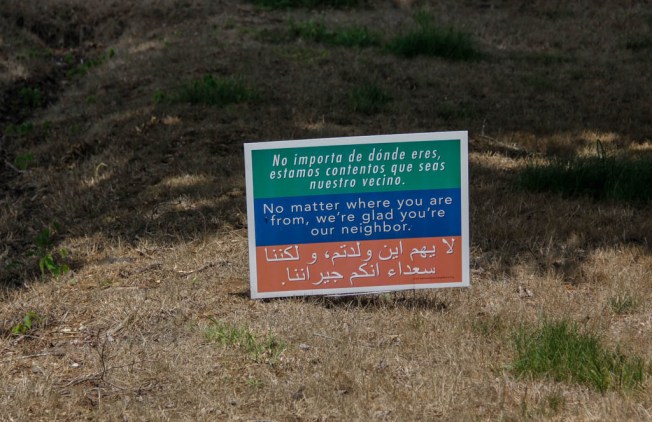 No importa de dónde eres,
estamos contentos que seas
nuestro vecino.
No matter where you are
from, we're glad you're
our neighbor.
لا يهم اين ولدتم، و لكننا
سعداء انكم جيراننا.